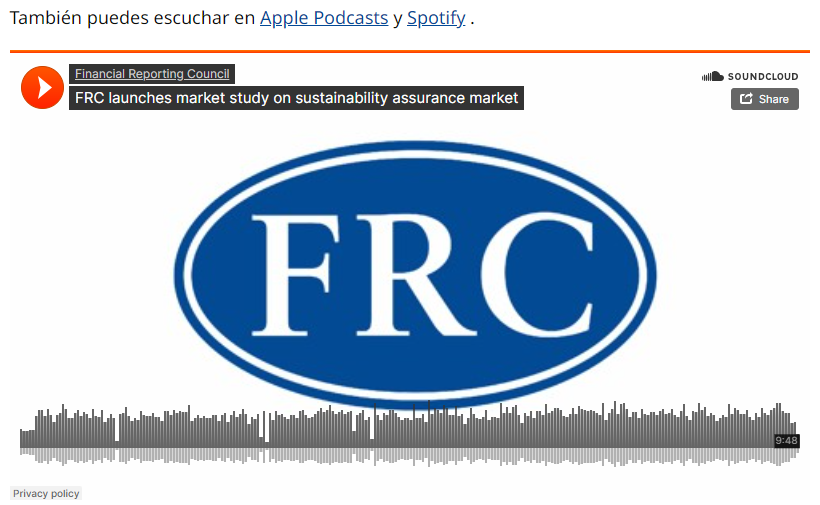 También puedes escuchar en Apple Podcasts y Spotify .
Financial Reporting Council
SOUNDCLOUD
FRC launches market study on sustainability assurance market
Share
FRC
9:48
Privacy policy